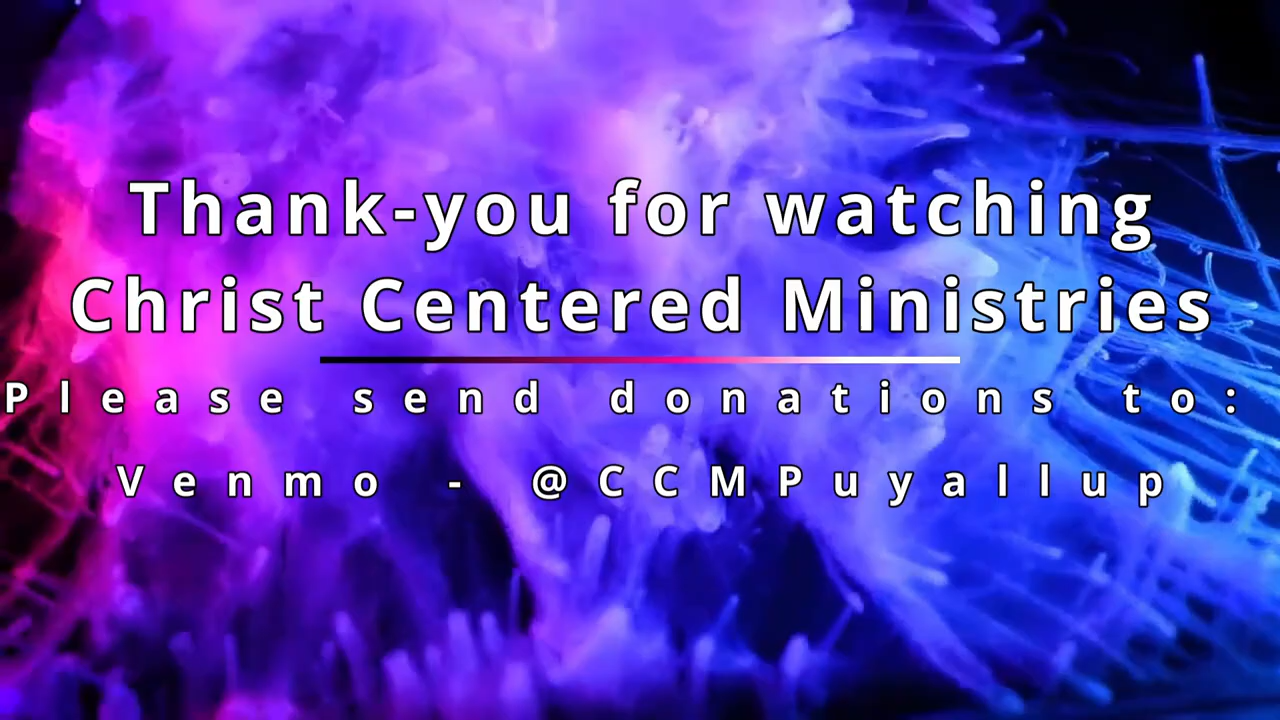 Thank-you for watching
Christ Centered Ministries
Please send donations to:
Venmo - @CCMPuyallup